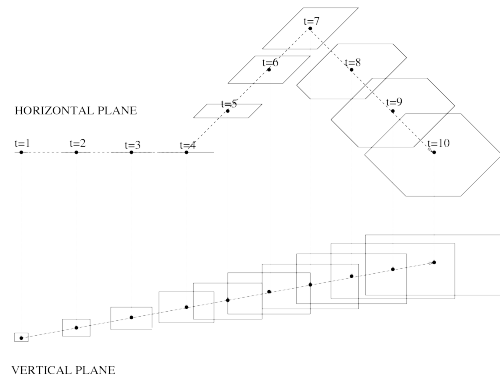 t=7
t=6
t=8
t=5
t=9
HORIZONTAL PLANE
t=1 t=2 t=3 t=4 t=10
VERTICAL PLANE